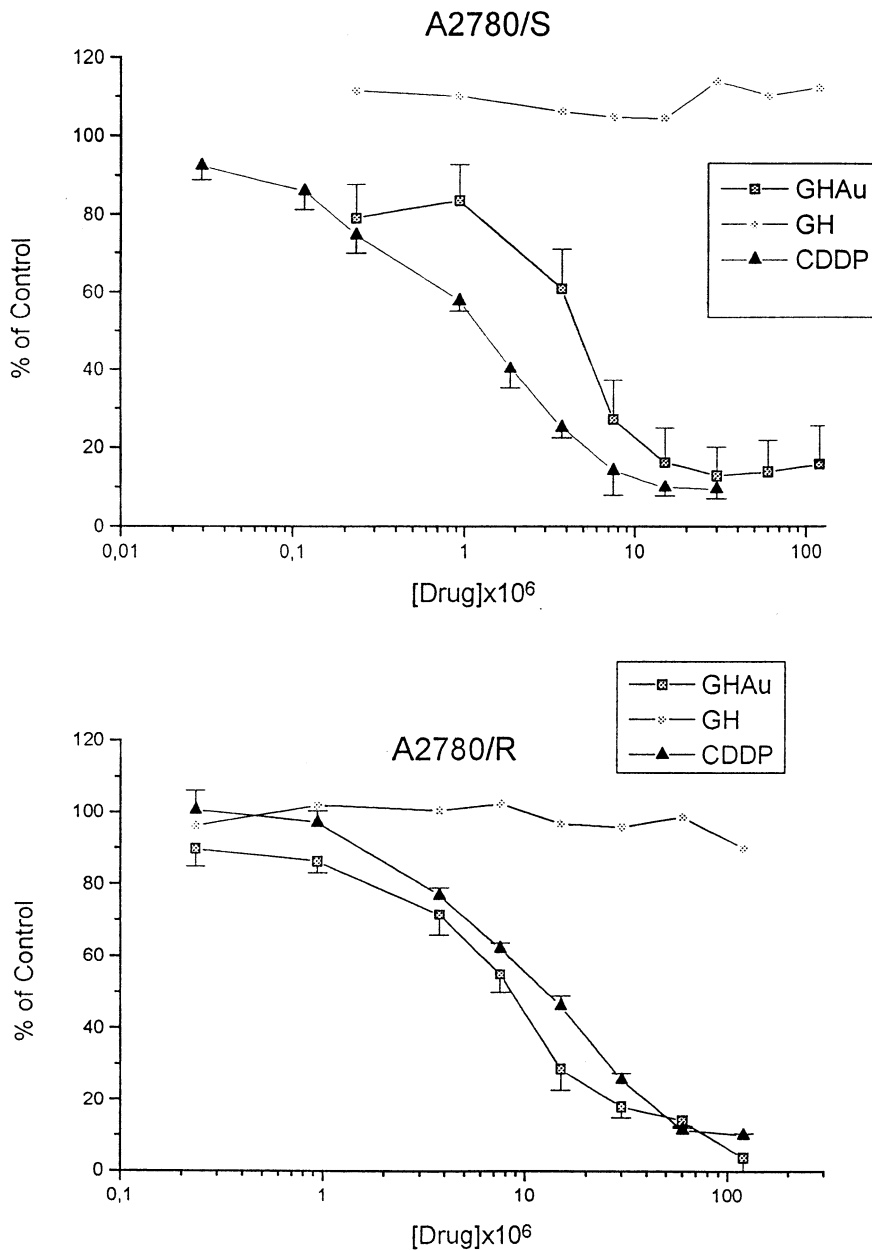 A2780/S
120
100
80
60
40
20
0
% of Control
0,01
0,1
1
10
100
[Drug]x10⁶
GHAu
GH
CDDP
GHAu
GH
CDDP
A2780/R
120
100
80
60
40
20
0
% of Control
0,1
1
10
100
[Drug]x10⁶